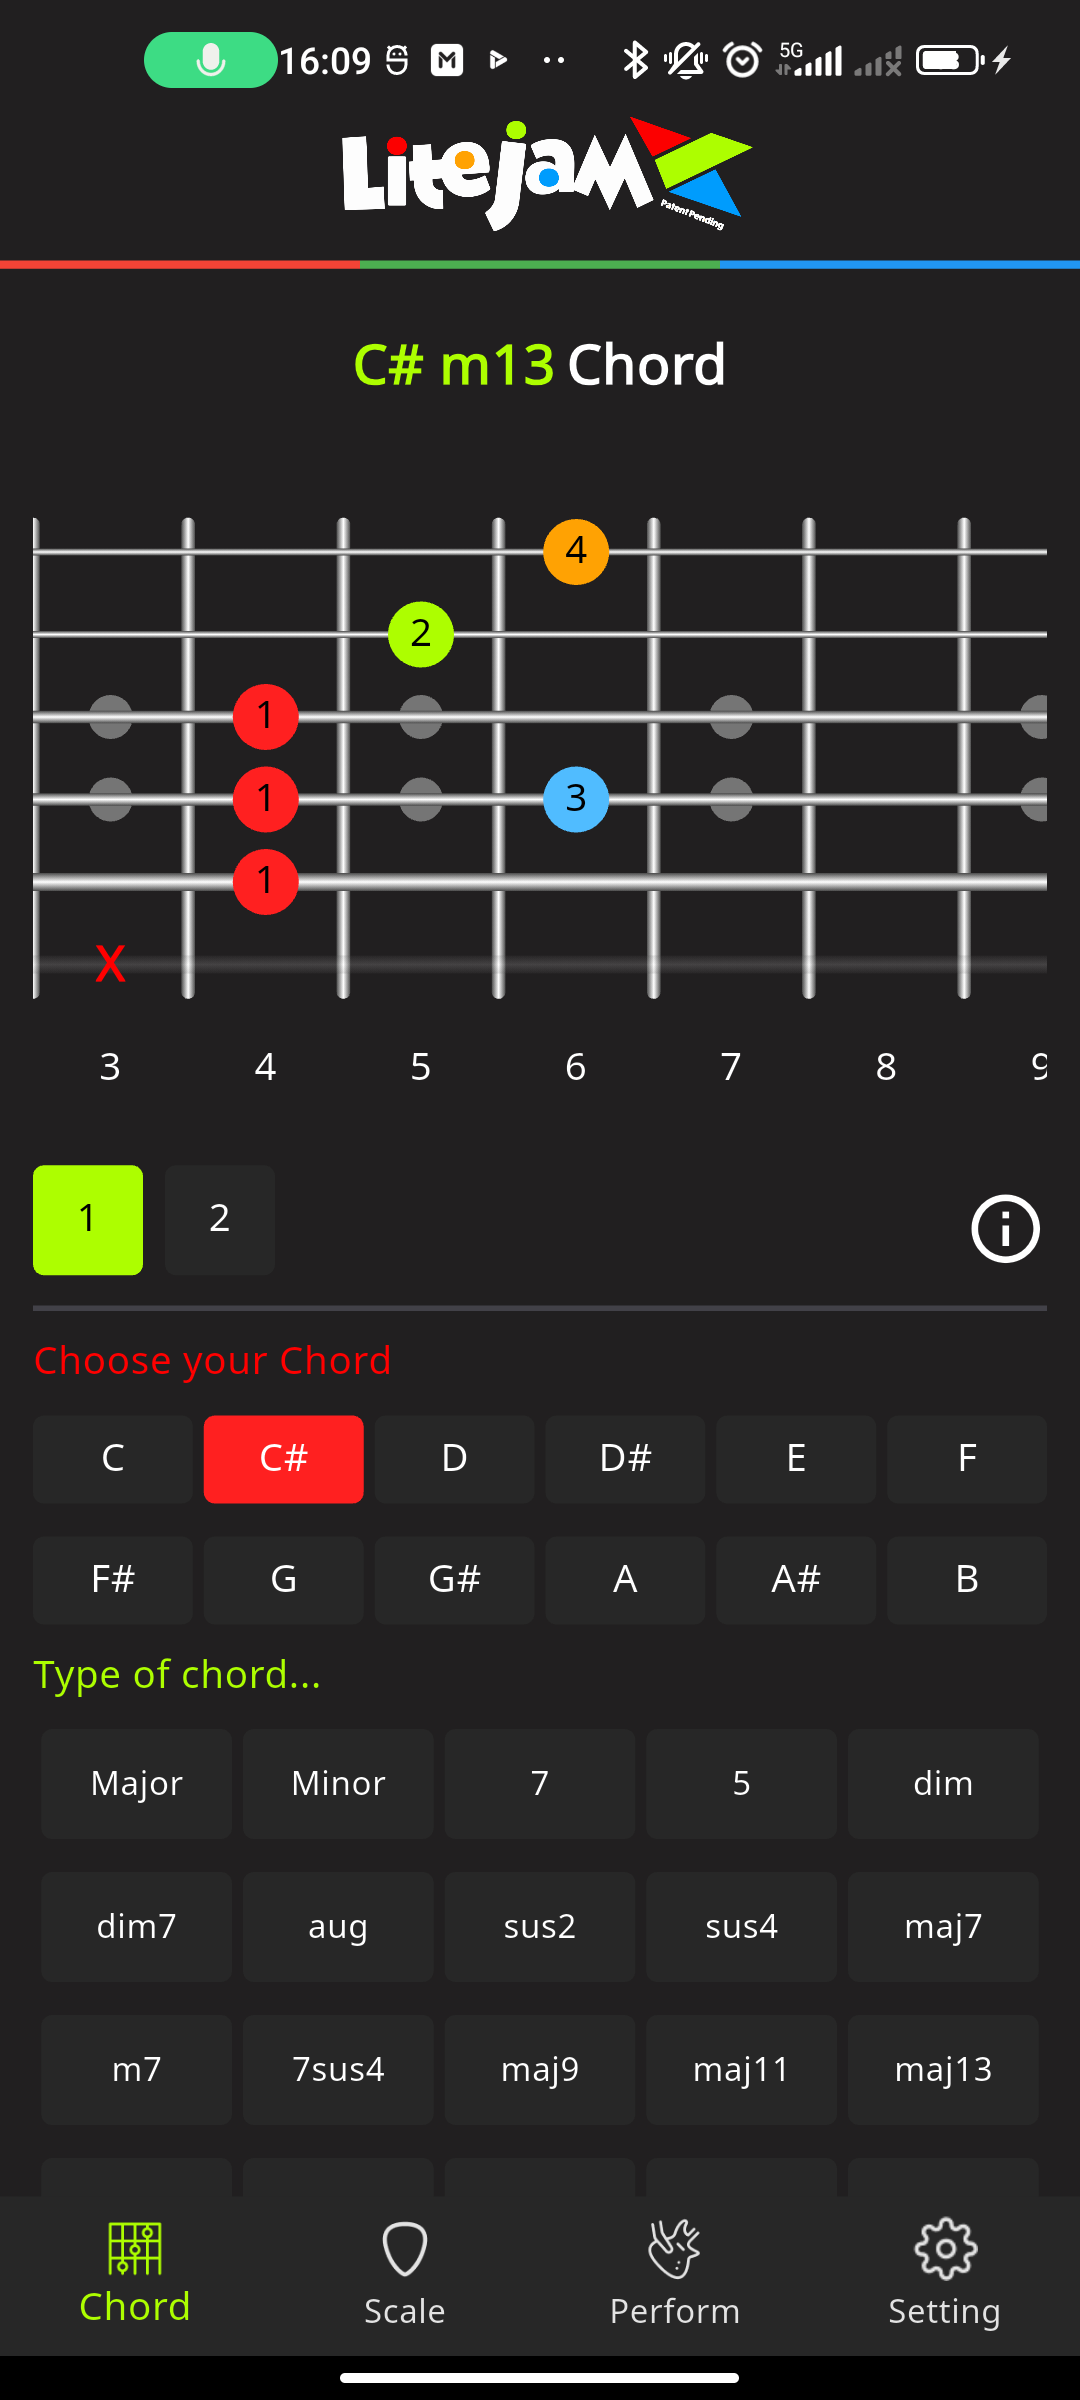 16:09
5G
LiteJam
Patent Pending
C# m13 Chord
4
2
1
1 3
1
X
3 4 5 6 7 8 9
1 2
Choose your Chord
C C# D D# E F
F# G G# A A# B
Type of chord...
Major Minor 7 5 dim
dim7 aug sus2 sus4 maj7
m7 7sus4 maj9 maj11 maj13
Chord Scale Perform Setting